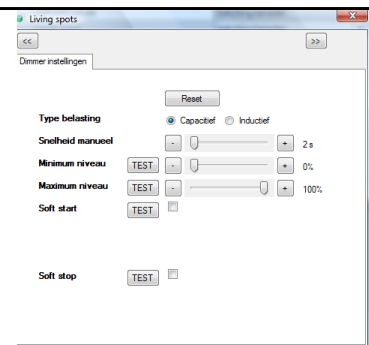 Living spots
<< >>
Dimmer instellingen
Reset
Type belasting Capacitief Inductief
Snelheid manueel - + 2 s
Minimum niveau TEST - + 0%
Maximum niveau TEST - + 100%
Soft start TEST
Soft stop TEST